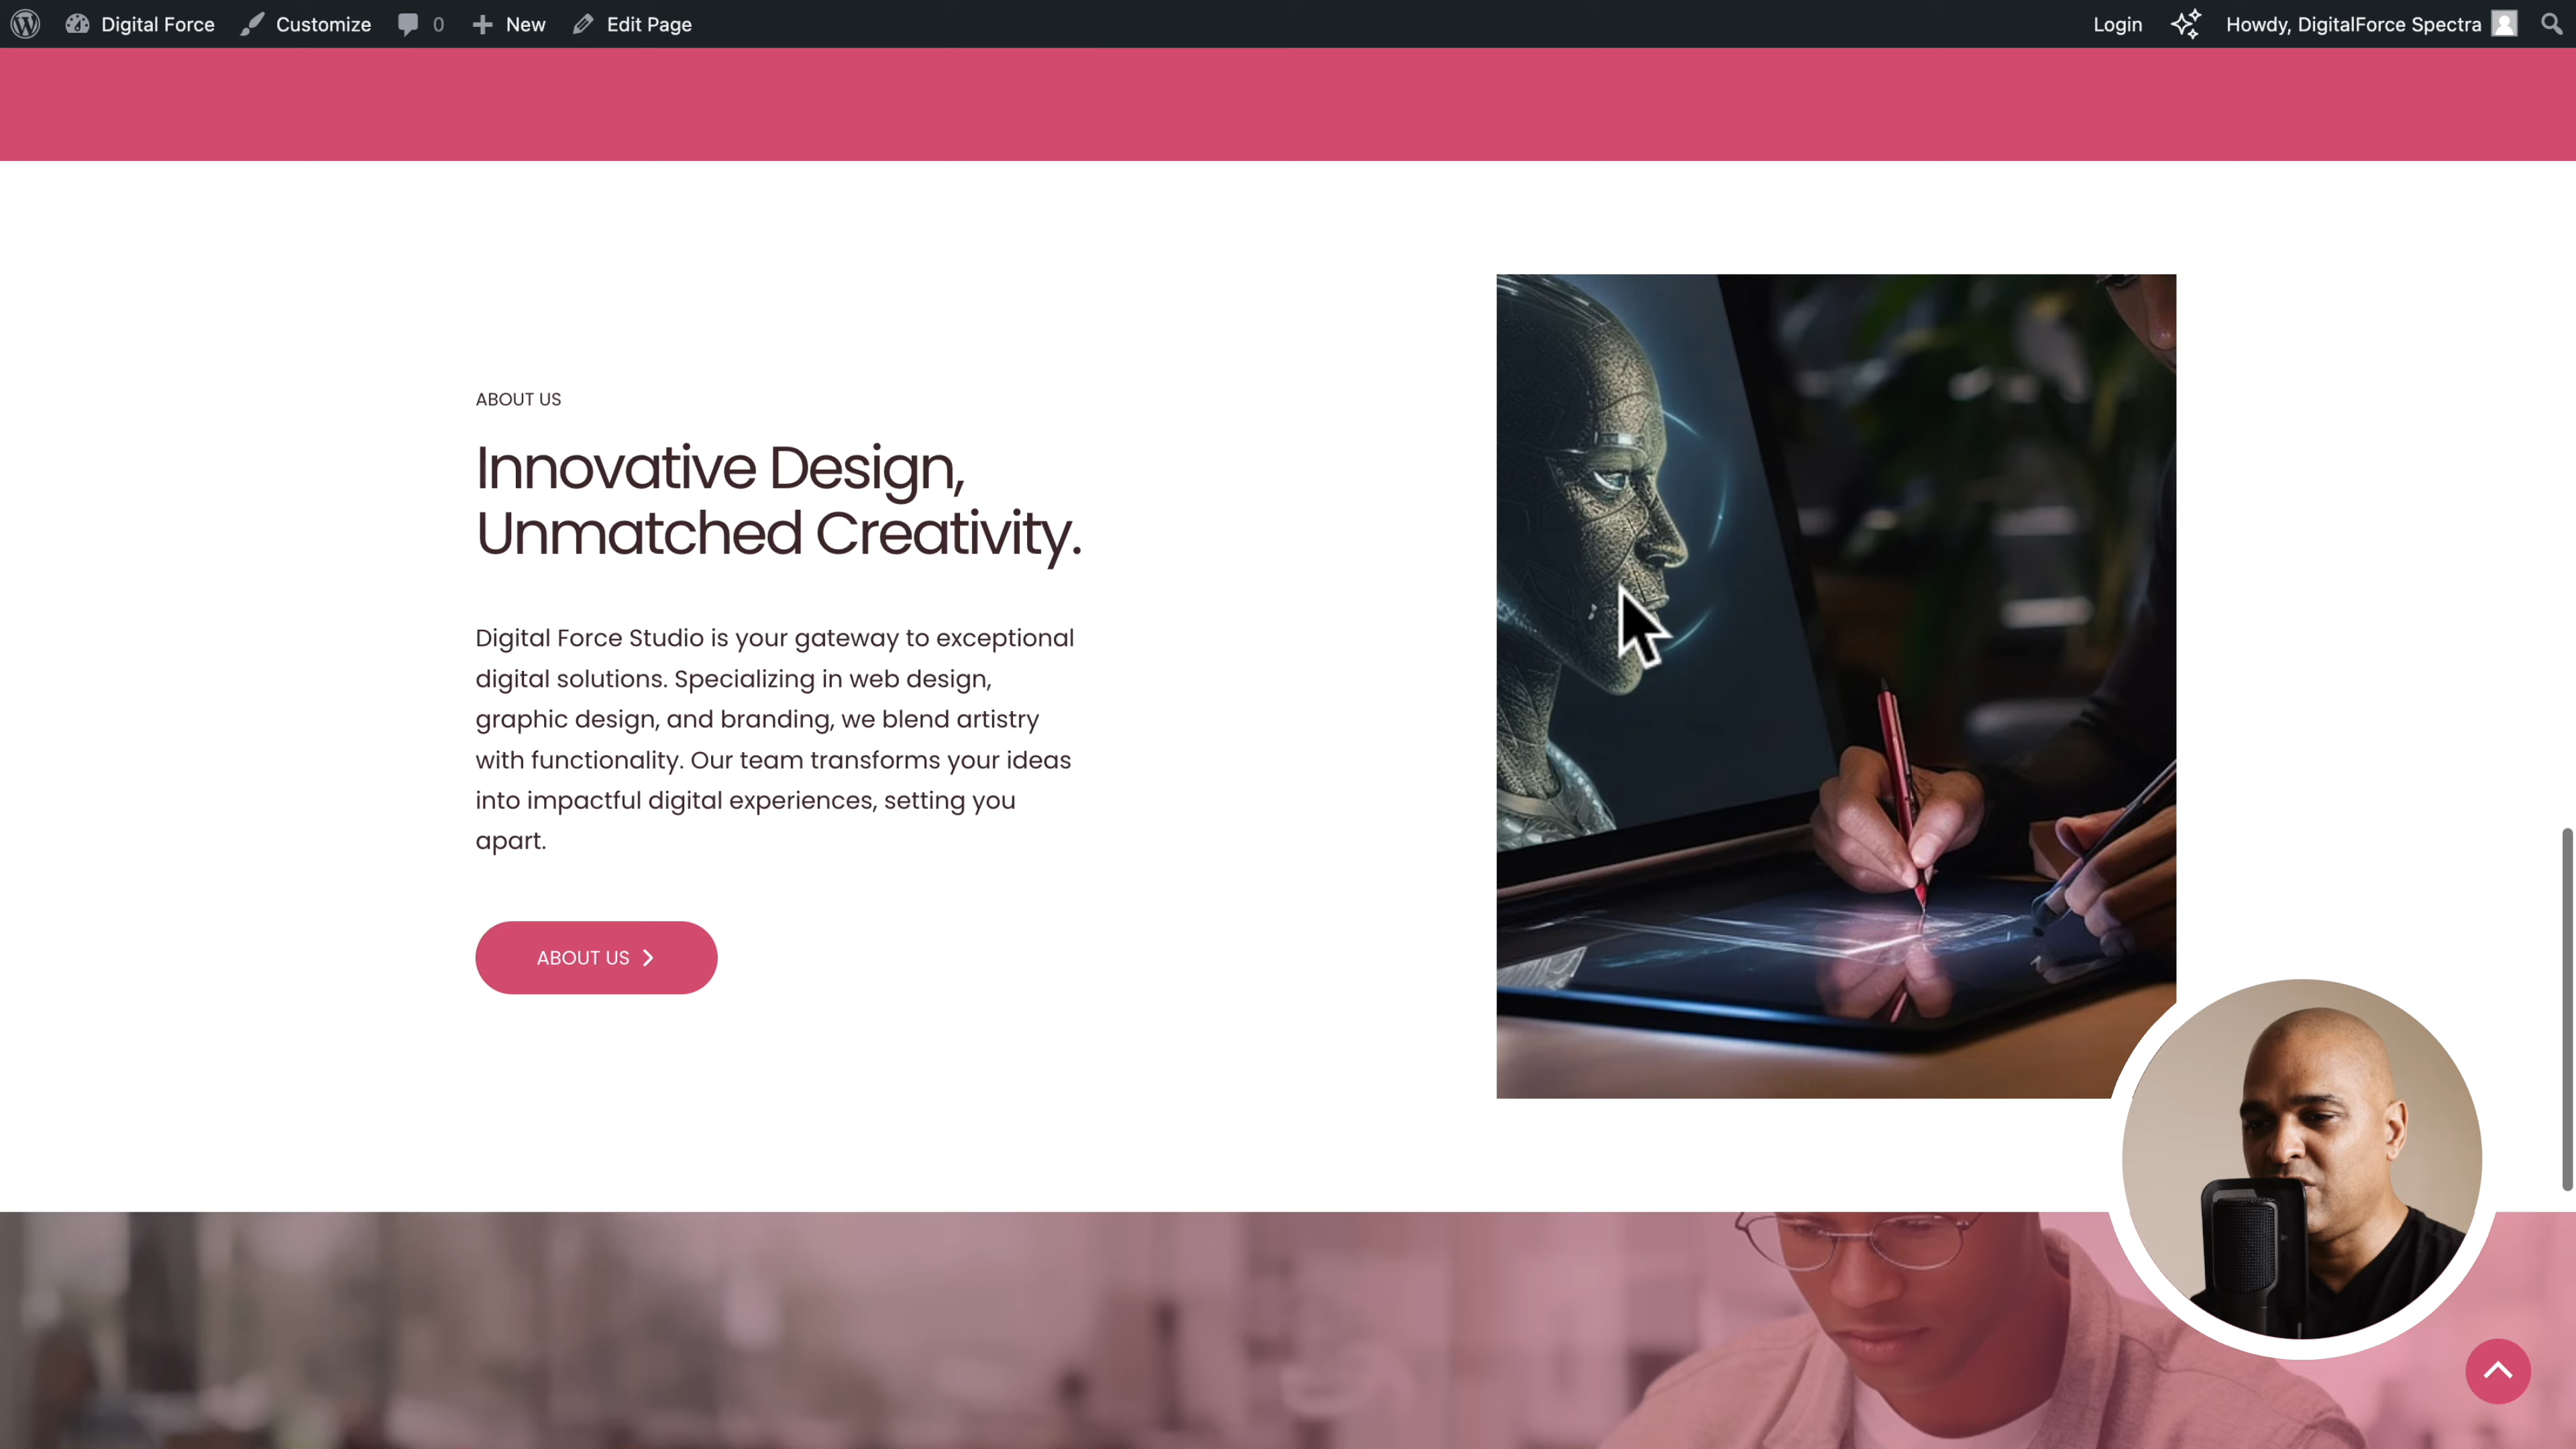 Digital Force Customize 0 New Edit Page Login Howdy, DigitalForce Spectra
ABOUT US
Innovative Design,
Unmatched Creativity.
Digital Force Studio is your gateway to exceptional
digital solutions. Specializing in web design,
graphic design, and branding, we blend artistry
with functionality. Our team transforms your ideas
into impactful digital experiences, setting you
apart.
ABOUT US